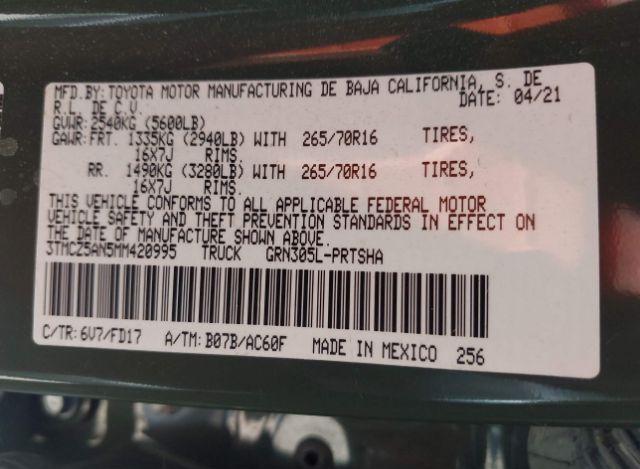 MFD.BY: TOYOTA MOTOR MANUFACTURING DE BAJA CALIFORNIA, S. DE
R.L. DE C.V. DATE: 04/21
GVWR: 2540KG (5600LB)
GAWR: FRT. 1335KG (2940LB) WITH 265/70R16 TIRES,
16X7J RIMS.
RR. 1490KG (3280LB) WITH 265/70R16 TIRES,
16X7J RIMS.
THIS VEHICLE CONFORMS TO ALL APPLICABLE FEDERAL MOTOR
VEHICLE SAFETY AND THEFT PREVENTION STANDARDS IN EFFECT ON
THE DATE OF MANUFACTURE SHOWN ABOVE.
3TMCZ5AN5MM420995 TRUCK GRN305L-PRTSHA
C/TR: 6V7/FD17 A/TM: B07B/AC60F MADE IN MEXICO 256